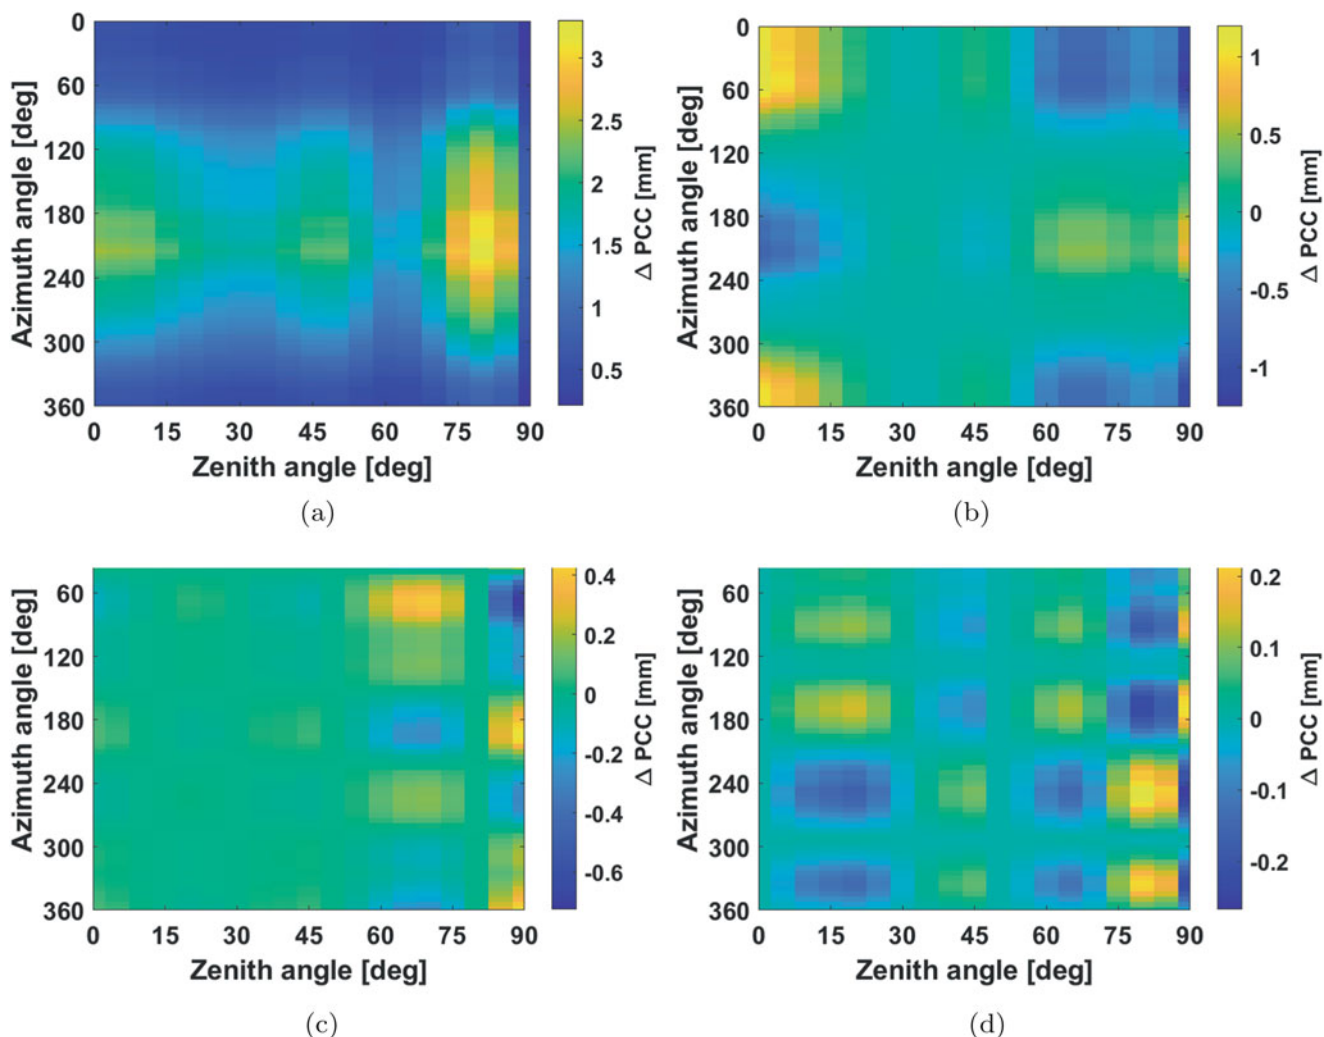 0
60
120
180
240
300
360
Azimuth angle [deg]
0 15 30 45 60 75 90
Zenith angle [deg]
3
2.5
2
1.5
1
0.5
Δ PCC [mm]
(a)
0
60
120
180
240
300
360
Azimuth angle [deg]
0 15 30 45 60 75 90
Zenith angle [deg]
1
0.5
0
-0.5
-1
Δ PCC [mm]
(b)
60
120
180
240
300
360
Azimuth angle [deg]
0 15 30 45 60 75 90
Zenith angle [deg]
0.4
0.2
0
-0.2
-0.4
-0.6
Δ PCC [mm]
(c)
60
120
180
240
300
360
Azimuth angle [deg]
0 15 30 45 60 75 90
Zenith angle [deg]
0.2
0.1
0
-0.1
-0.2
Δ PCC [mm]
(d)